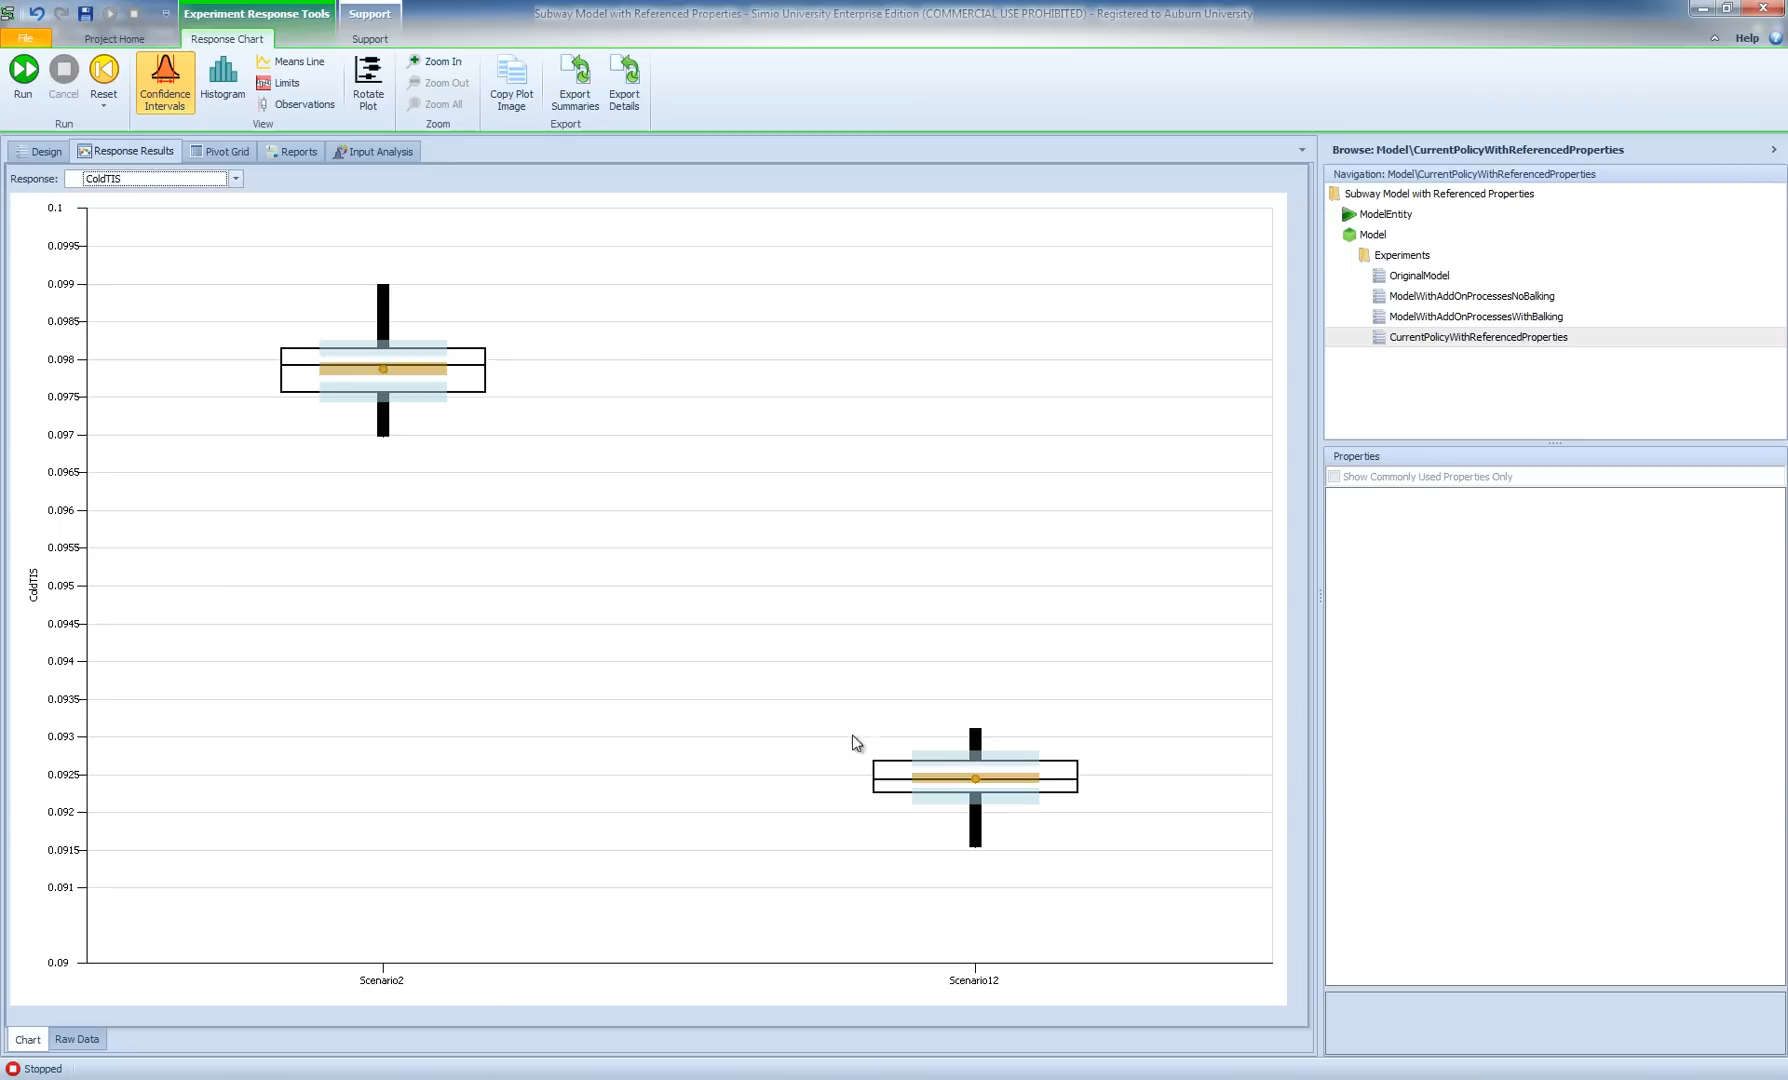 Experiment Response Tools
Support
Subway Model with Referenced Properties - Simio University Enterprise Edition (COMMERCIAL USE PROHIBITED) - Registered to Auburn University
File
Project Home
Response Chart
Support
Help
Run
Cancel
Reset
Confidence Intervals
Histogram
Means Line
Limits
Observations
Rotate Plot
Zoom In
Zoom Out
Zoom All
Copy Plot Image
Export Summaries
Export Details
Run
View
Zoom
Export
Design
Response Results
Pivot Grid
Reports
Input Analysis
Response:
ColdTIS
0.1
0.0995
0.099
0.0985
0.098
0.0975
0.097
0.0965
0.096
0.0955
0.095
0.0945
0.094
0.0935
0.093
0.0925
0.092
0.0915
0.091
0.09
ColdTIS
Scenario2
Scenario12
Chart
Raw Data
Stopped
Browse: Model\CurrentPolicyWithReferencedProperties
Navigation: Model\CurrentPolicyWithReferencedProperties
Subway Model with Referenced Properties
ModelEntity
Model
Experiments
OriginalModel
ModelWithAddOnProcessesNoBalking
ModelWithAddOnProcessesWithBalking
CurrentPolicyWithReferencedProperties
Properties
Show Commonly Used Properties Only